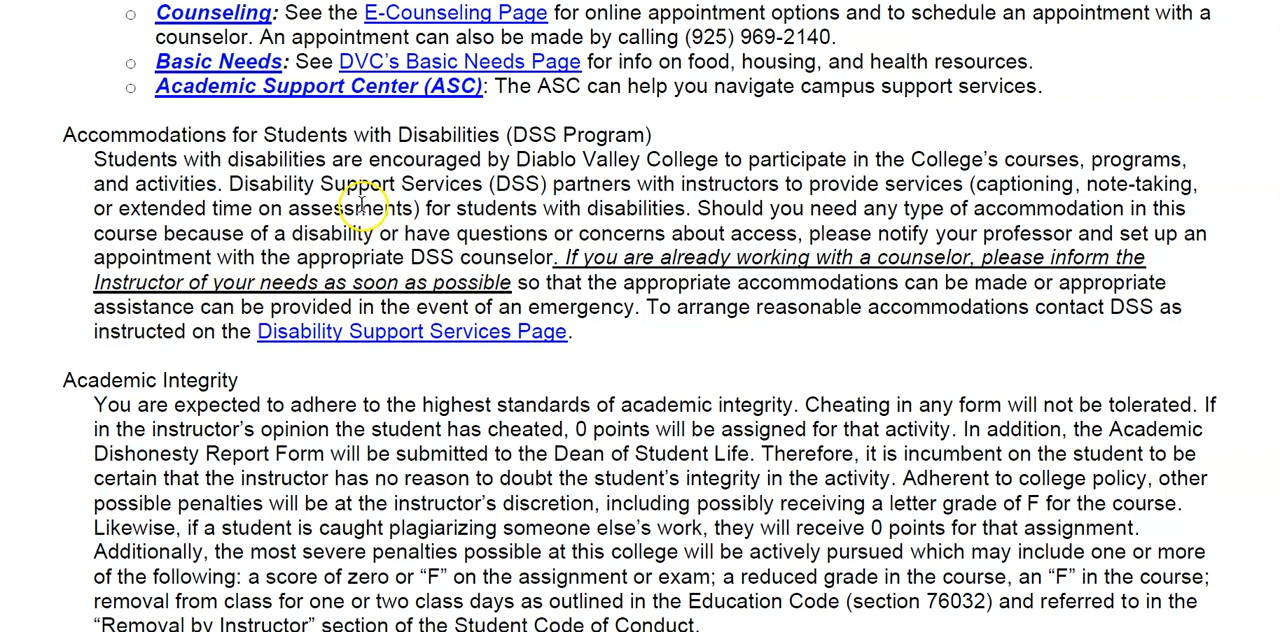 ○ Counseling: See the E-Counseling Page for online appointment options and to schedule an appointment with a
counselor. An appointment can also be made by calling (925) 969-2140.
○ Basic Needs: See DVC's Basic Needs Page for info on food, housing, and health resources.
○ Academic Support Center (ASC): The ASC can help you navigate campus support services.
Accommodations for Students with Disabilities (DSS Program)
Students with disabilities are encouraged by Diablo Valley College to participate in the College's courses, programs,
and activities. Disability Support Services (DSS) partners with instructors to provide services (captioning, note-taking,
or extended time on assessments) for students with disabilities. Should you need any type of accommodation in this
course because of a disability or have questions or concerns about access, please notify your professor and set up an
appointment with the appropriate DSS counselor. If you are already working with a counselor, please inform the
Instructor of your needs as soon as possible so that the appropriate accommodations can be made or appropriate
assistance can be provided in the event of an emergency. To arrange reasonable accommodations contact DSS as
instructed on the Disability Support Services Page.
Academic Integrity
You are expected to adhere to the highest standards of academic integrity. Cheating in any form will not be tolerated. If
in the instructor's opinion the student has cheated, 0 points will be assigned for that activity. In addition, the Academic
Dishonesty Report Form will be submitted to the Dean of Student Life. Therefore, it is incumbent on the student to be
certain that the instructor has no reason to doubt the student's integrity in the activity. Adherent to college policy, other
possible penalties will be at the instructor's discretion, including possibly receiving a letter grade of F for the course.
Likewise, if a student is caught plagiarizing someone else's work, they will receive 0 points for that assignment.
Additionally, the most severe penalties possible at this college will be actively pursued which may include one or more
of the following: a score of zero or “F” on the assignment or exam; a reduced grade in the course, an “F” in the course;
removal from class for one or two class days as outlined in the Education Code (section 76032) and referred to in the
“Removal by Instructor” section of the Student Code of Conduct.